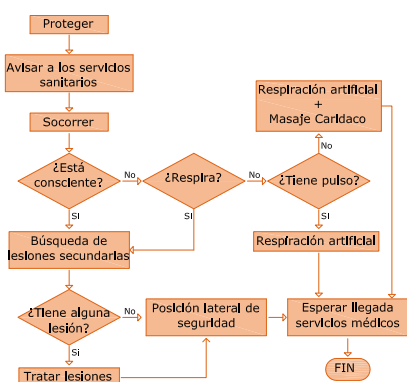 Proteger
Avisar a los servicios
sanitarios
Socorrer
¿Está
consciente?
No
¿Respira?
No
¿Tiene pulso?
No
Respiración artificial
+
Masaje Caridaco
SI
SI
SI
Búsqueda de
lesiones secundarias
Respiración artificial
¿Tiene alguna
lesión?
No
Posición lateral de
seguridad
Esperar llegada
servicios médicos
Si
Tratar lesiones
FIN